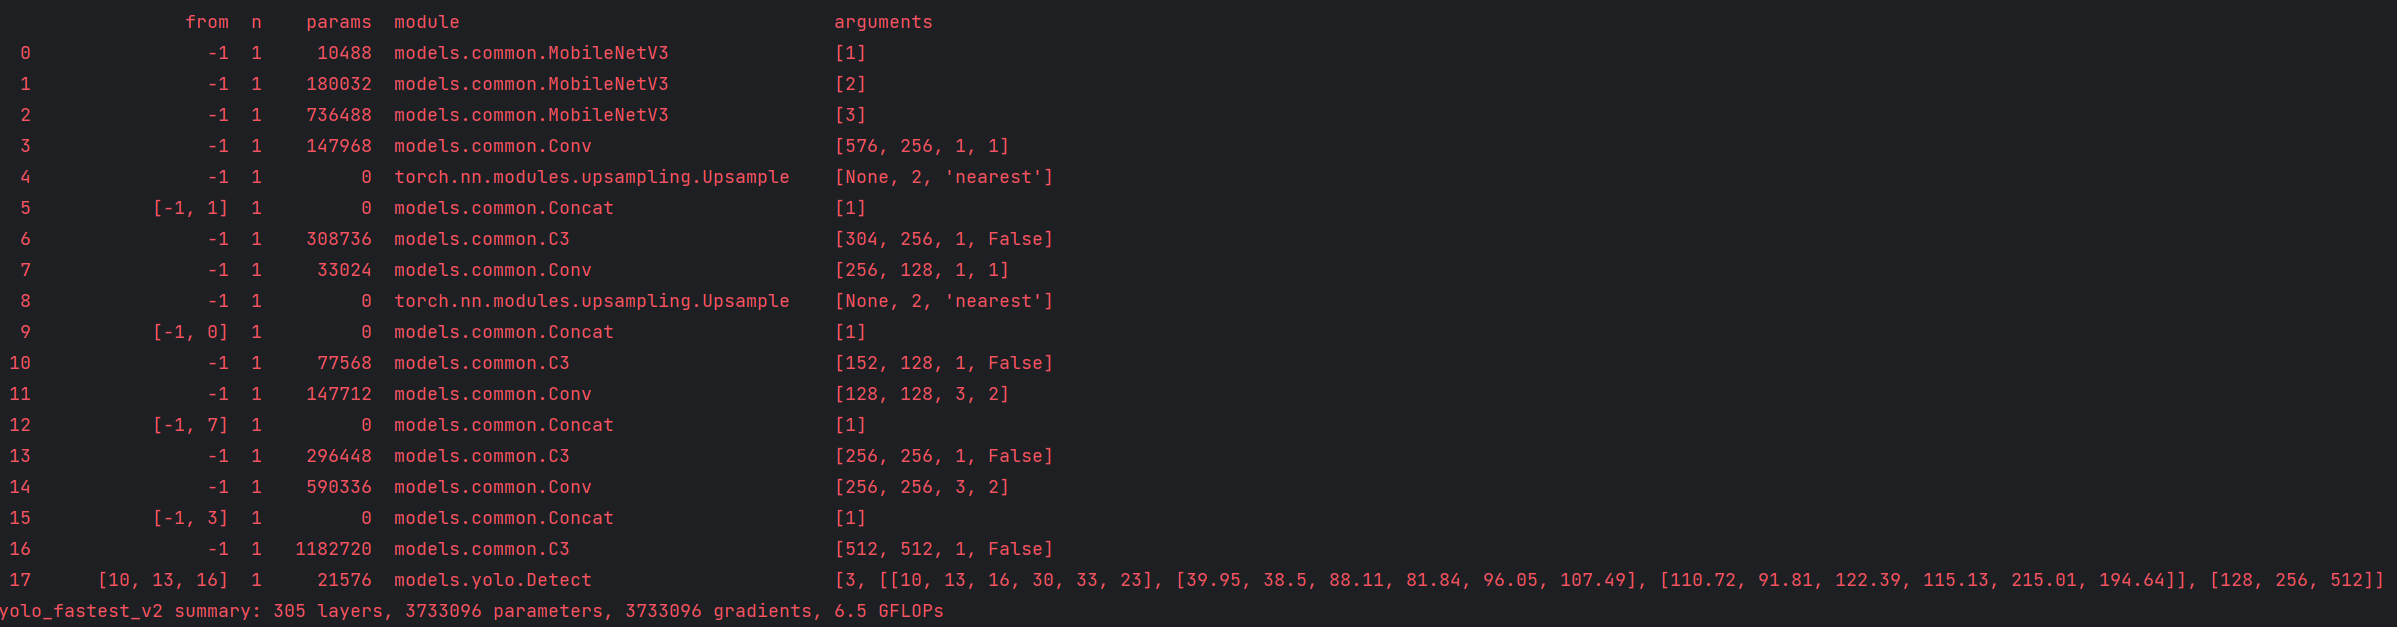 from n params module arguments
0 -1 1 10488 models.common.MobileNetV3 [1]
1 -1 1 180032 models.common.MobileNetV3 [2]
2 -1 1 736488 models.common.MobileNetV3 [3]
3 -1 1 147968 models.common.Conv [576, 256, 1, 1]
4 -1 1 0 torch.nn.modules.upsampling.Upsample [None, 2, 'nearest']
5 [-1, 1] 1 0 models.common.Concat [1]
6 -1 1 308736 models.common.C3 [304, 256, 1, False]
7 -1 1 33024 models.common.Conv [256, 128, 1, 1]
8 -1 1 0 torch.nn.modules.upsampling.Upsample [None, 2, 'nearest']
9 [-1, 0] 1 0 models.common.Concat [1]
10 -1 1 77568 models.common.C3 [152, 128, 1, False]
11 -1 1 147712 models.common.Conv [128, 128, 3, 2]
12 [-1, 7] 1 0 models.common.Concat [1]
13 -1 1 296448 models.common.C3 [256, 256, 1, False]
14 -1 1 590336 models.common.Conv [256, 256, 3, 2]
15 [-1, 3] 1 0 models.common.Concat [1]
16 -1 1 1182720 models.common.C3 [512, 512, 1, False]
17 [10, 13, 16] 1 21576 models.yolo.Detect [3, [[10, 13, 16, 30, 33, 23], [39.95, 38.5, 88.11, 81.84, 96.05, 107.49], [110.72, 91.81, 122.39, 115.13, 215.01, 194.64]], [128, 256, 512]]
yolo_fastest_v2 summary: 305 layers, 3733096 parameters, 3733096 gradients, 6.5 GFLOPs